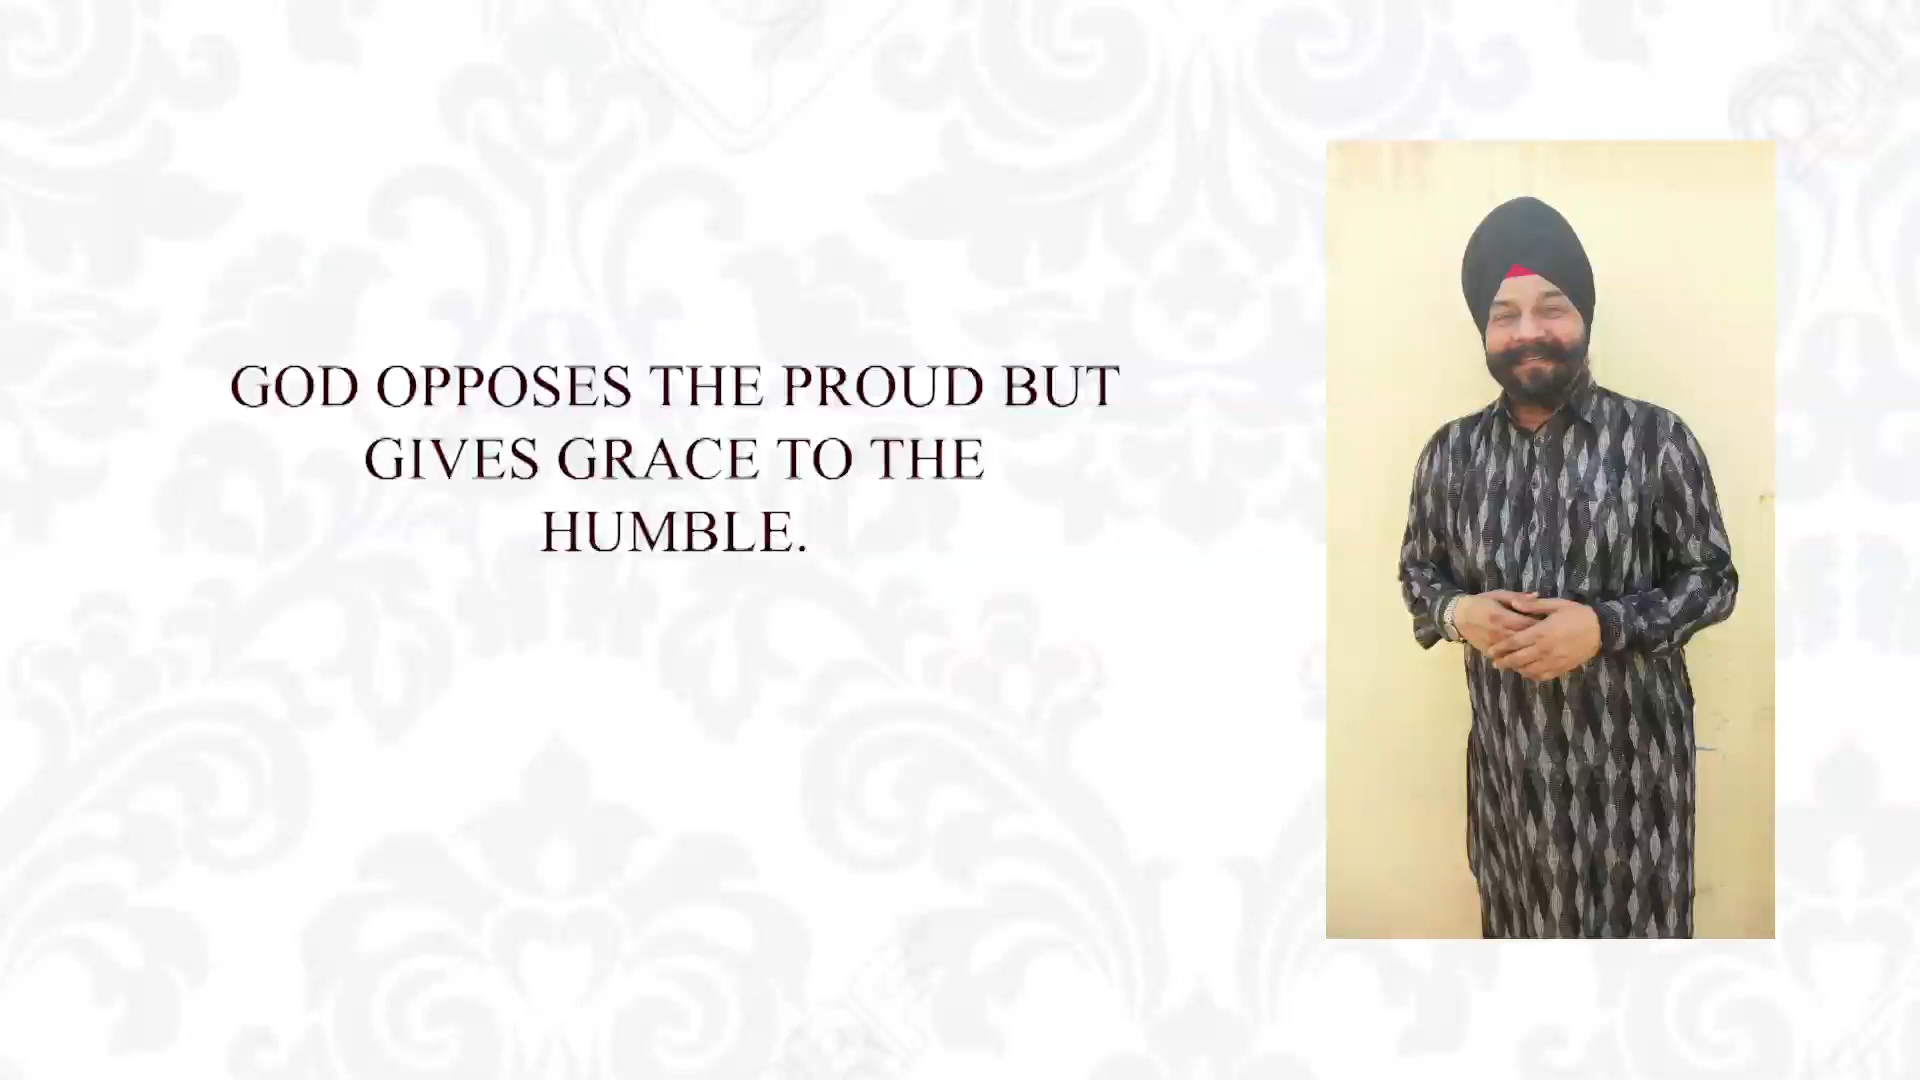 GOD OPPOSES THE PROUD BUT
GIVES GRACE TO THE
HUMBLE.